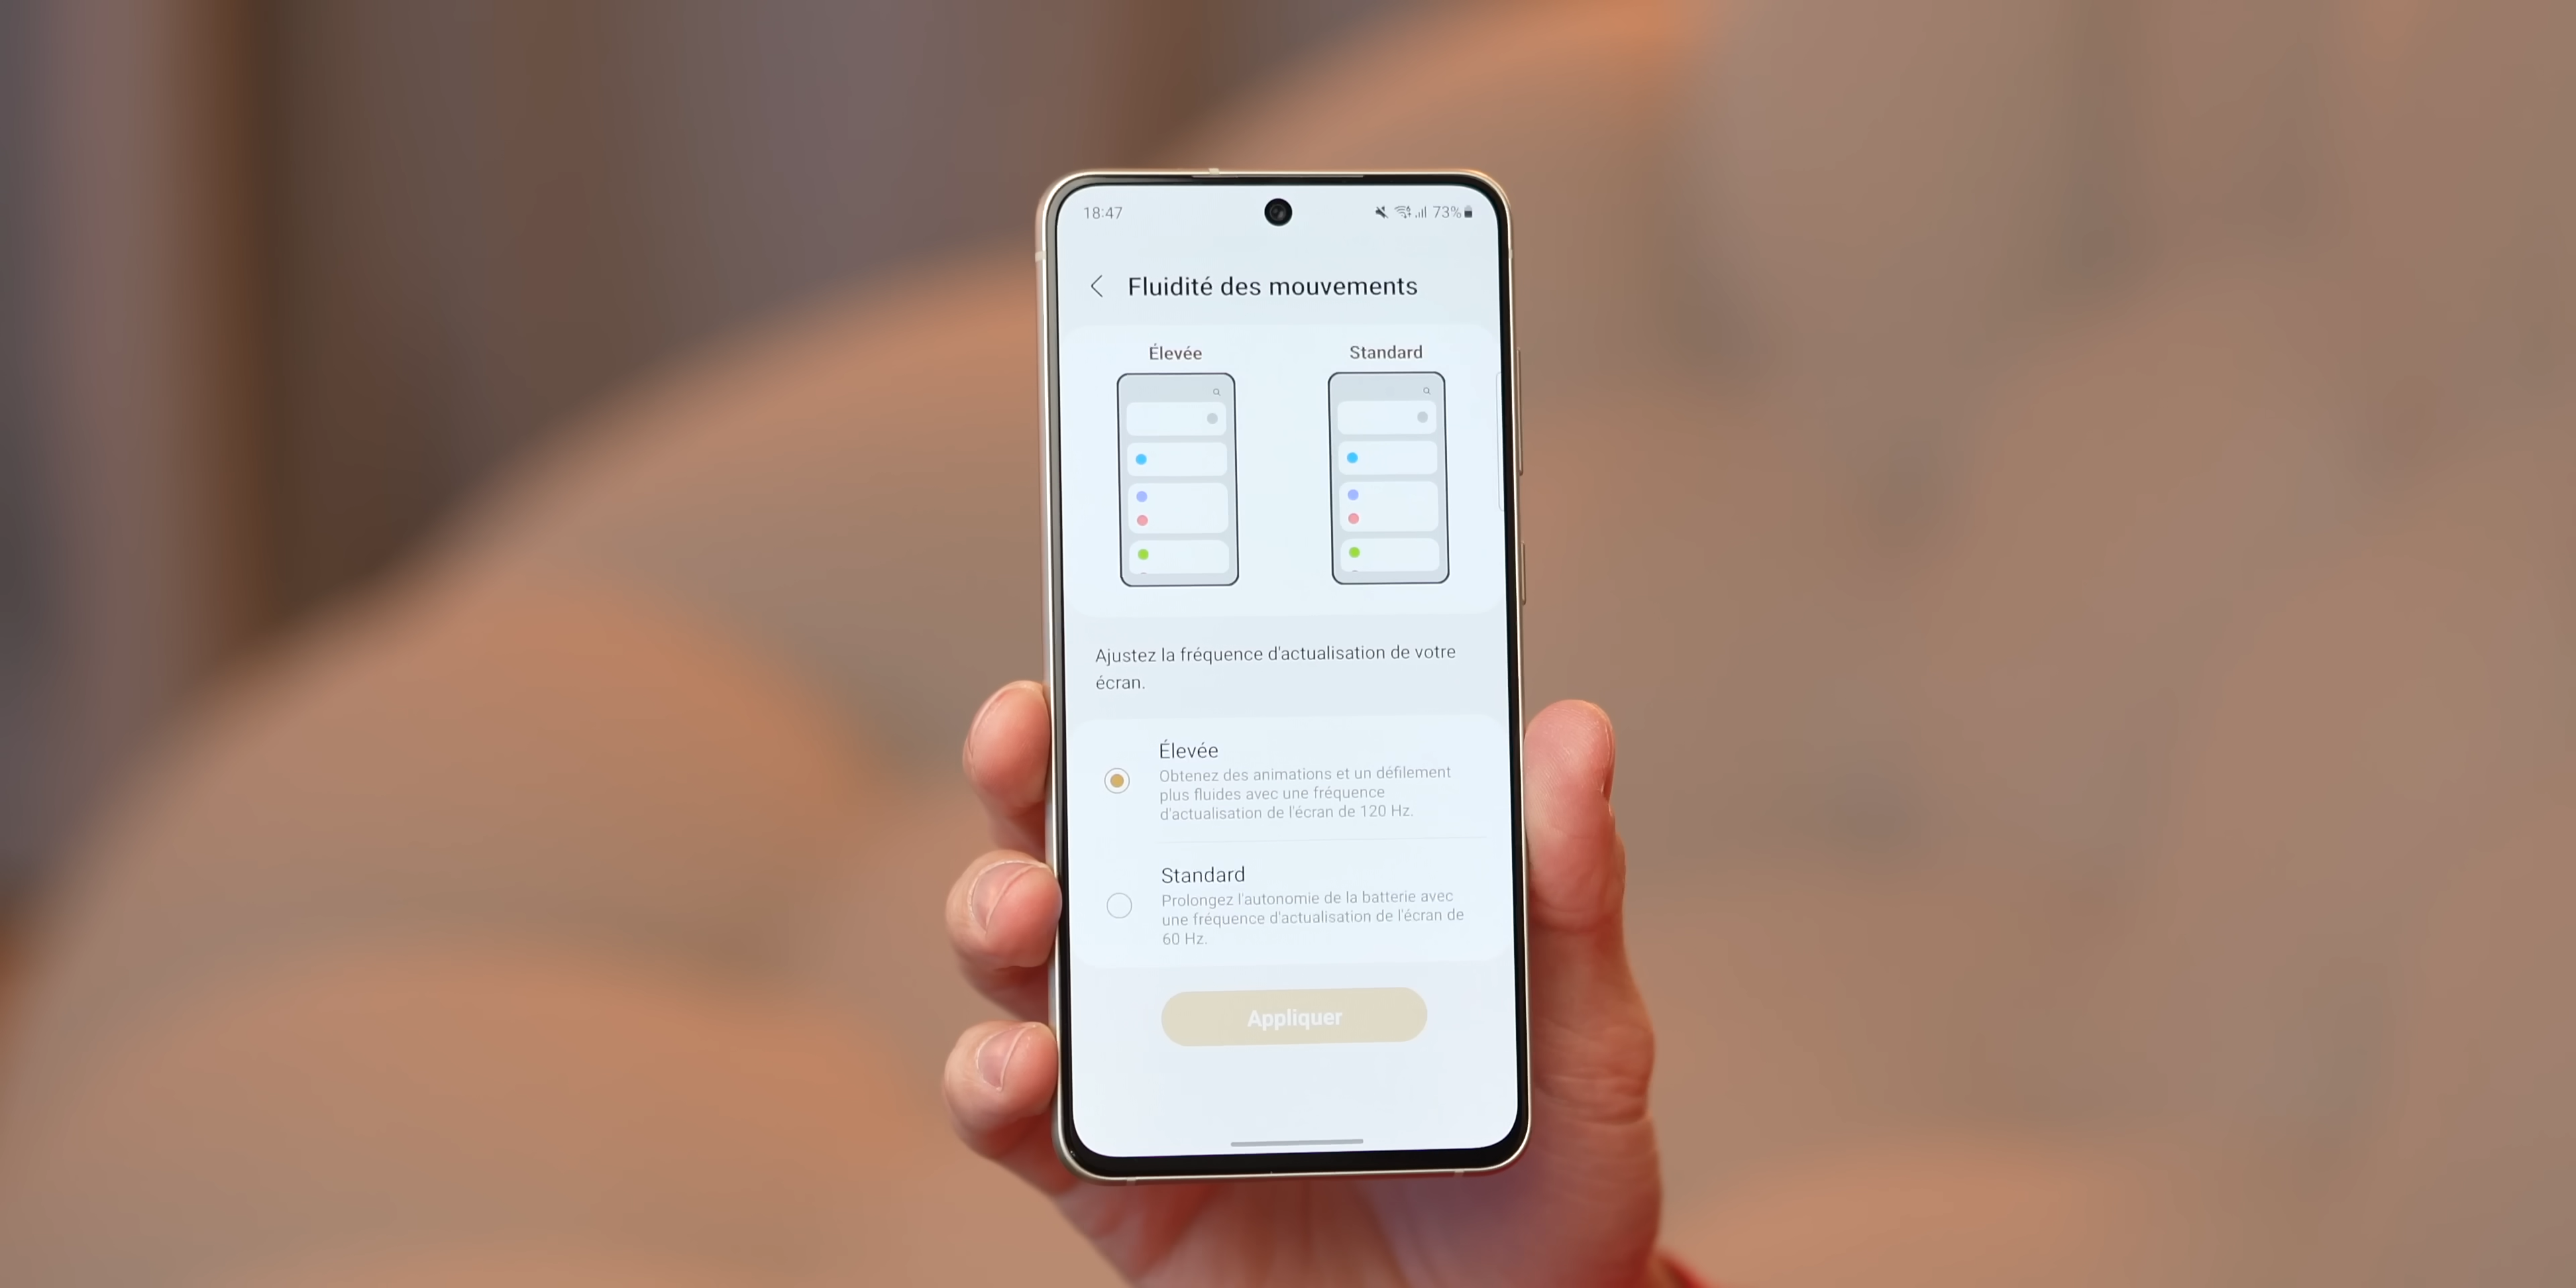 18:47
73%
Fluidité des mouvements
Élevée
Standard
Ajustez la fréquence d'actualisation de votre
écran.
Élevée
Obtenez des animations et un défilement
plus fluides avec une fréquence
d'actualisation de l'écran de 120 Hz.
Standard
Prolongez l'autonomie de la batterie avec
une fréquence d'actualisation de l'écran de
60 Hz.
Appliquer